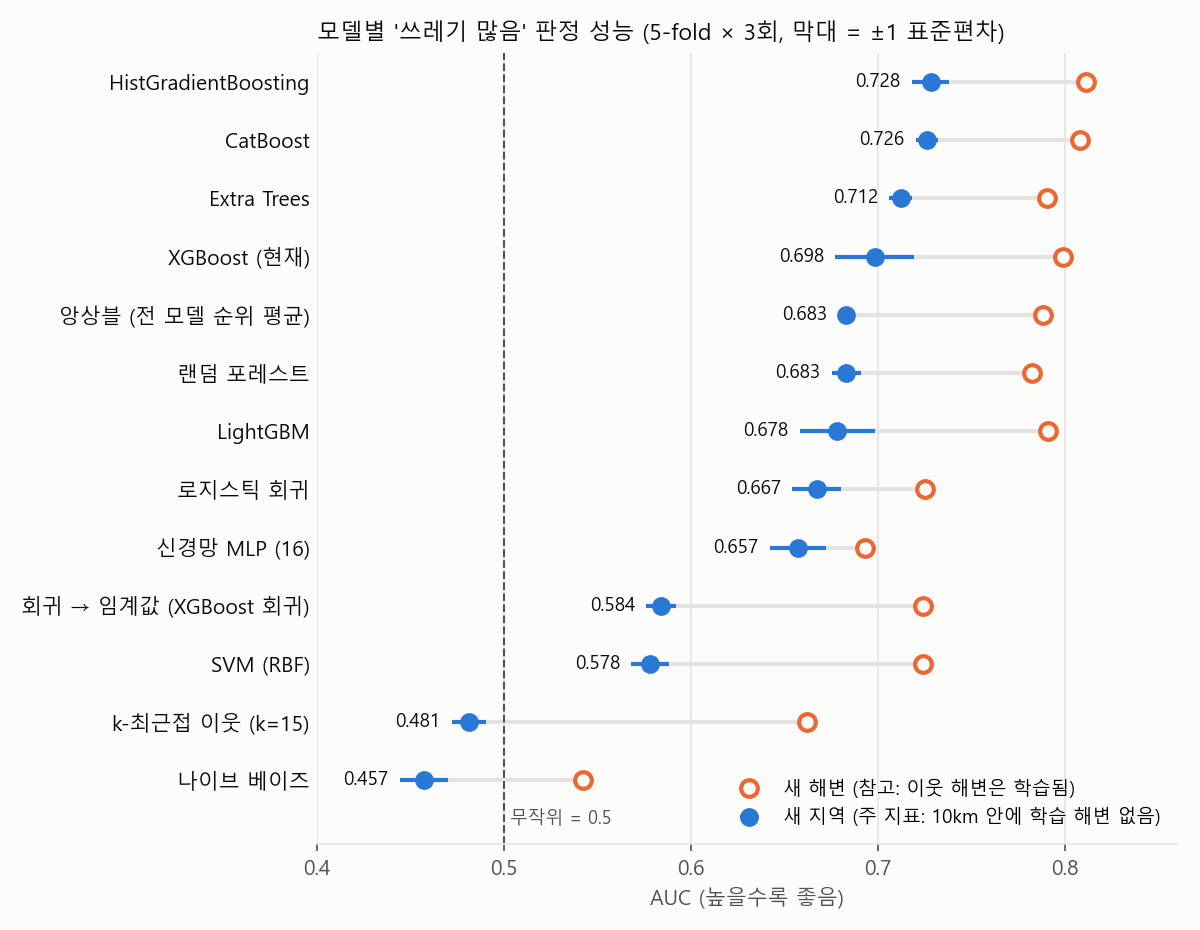 모델별 '쓰레기 많음' 판정 성능 (5-fold × 3회, 막대 = ±1 표준편차)
HistGradientBoosting 0.728
CatBoost 0.726
Extra Trees 0.712
XGBoost (현재) 0.698
앙상블 (전 모델 순위 평균) 0.683
랜덤 포레스트 0.683
LightGBM 0.678
로지스틱 회귀 0.667
신경망 MLP (16) 0.657
회귀 → 임계값 (XGBoost 회귀) 0.584
SVM (RBF) 0.578
k-최근접 이웃 (k=15) 0.481
나이브 베이즈 0.457
새 해변 (참고: 이웃 해변은 학습됨)
무작위 = 0.5
새 지역 (주 지표: 10km 안에 학습 해변 없음)
0.4 0.5 0.6 0.7 0.8
AUC (높을수록 좋음)